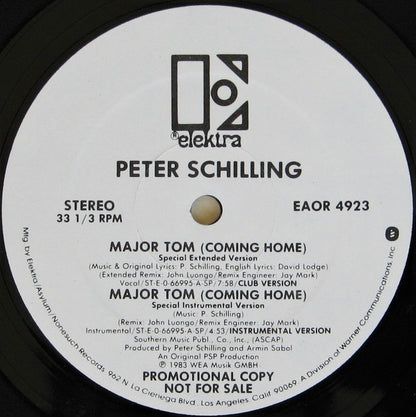 ® elektra
PETER SCHILLING
STEREO
33 1/3 RPM
EAOR 4923
MAJOR TOM (COMING HOME)
Special Extended Version
(Music & Original Lyrics: P. Schilling, English Lyrics: David Lodge)
(Extended Remix: John Luongo/Remix Engineer: Jay Mark)
Vocal/ST-E-0-66995-A-SP/7:58/CLUB VERSION
MAJOR TOM (COMING HOME)
Special Instrumental Version
(Music: P. Schilling)
(Remix: John Luongo/Remix Engineer: Jay Mark)
Instrumental/ST-E-0-66995-A-SP/4:53/INSTRUMENTAL VERSION
Southern Music Publ., Co., Inc., (ASCAP)
Produced by Peter Schilling and Armin Sabol
An Original PSP Production
Ⓟ 1983 WEA Musik GMBH
PROMOTIONAL COPY
NOT FOR SALE
Mfg. by Elektra/Asylum/Nonesuch Records 962 N. La Cienega Blvd. Los Angeles. Calif. 90069 A Division of Warner Communications, Inc.